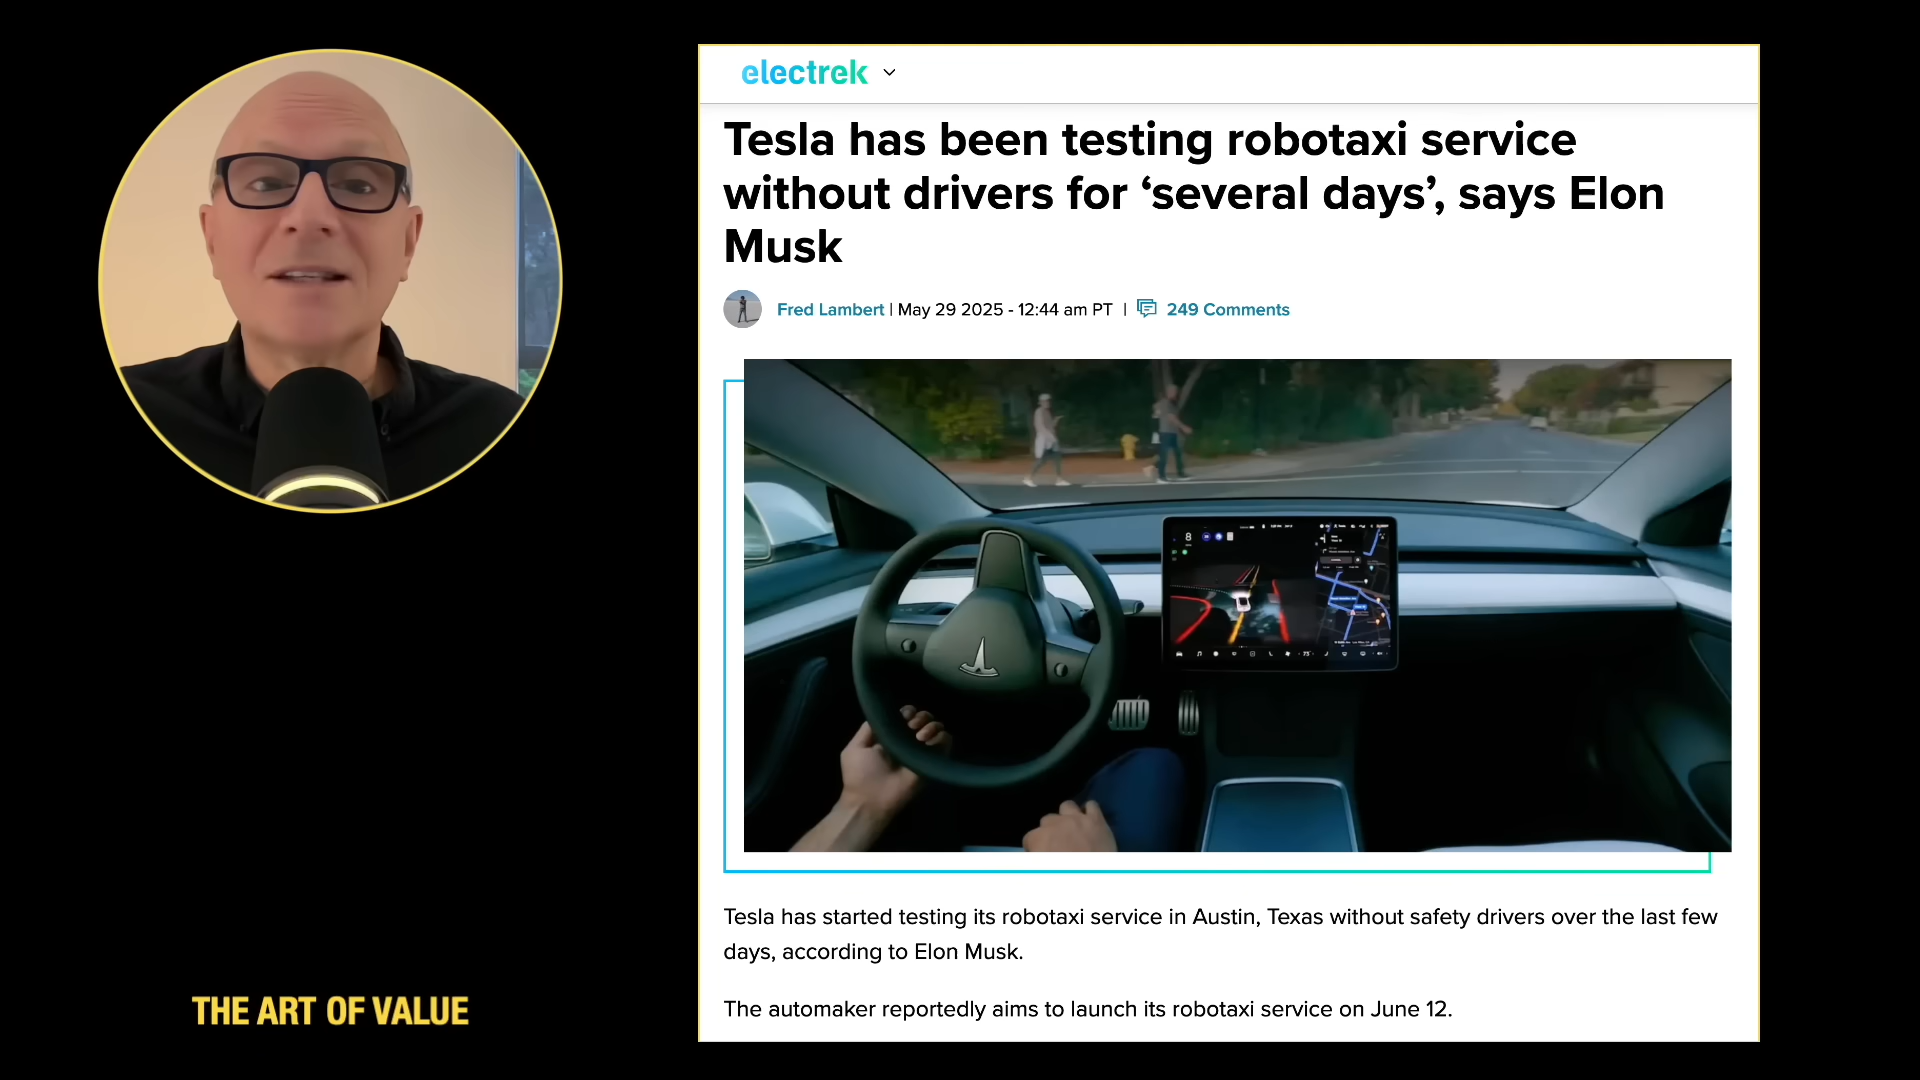 electrek
Tesla has been testing robotaxi service
without drivers for ‘several days’, says Elon
Musk
Fred Lambert | May 29 2025 - 12:44 am PT | 249 Comments
8
Tesla has started testing its robotaxi service in Austin, Texas without safety drivers over the last few
days, according to Elon Musk.
The automaker reportedly aims to launch its robotaxi service on June 12.
THE ART OF VALUE